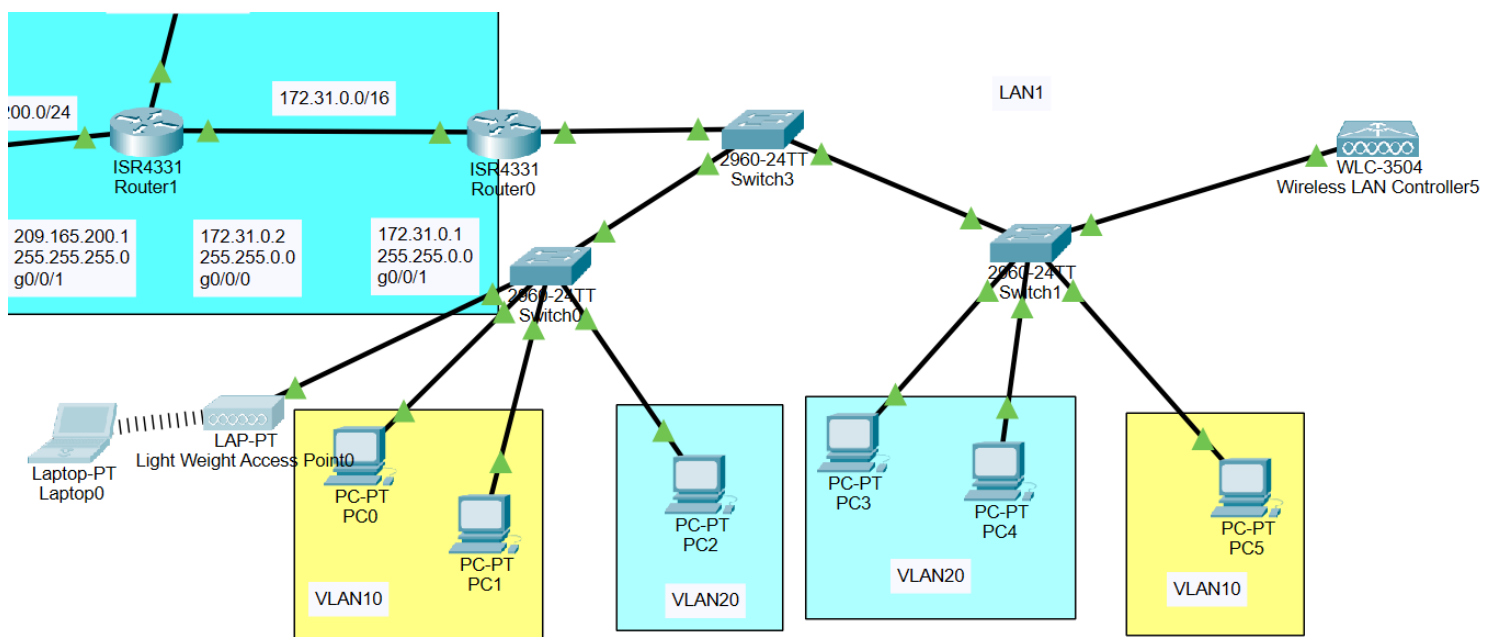 200.0/24
172.31.0.0/16
LAN1
ISR4331
Router1
ISR4331
Router0
2960-24TT
Switch3
WLC-3504
Wireless LAN Controller5
209.165.200.1
255.255.255.0
g0/0/1
172.31.0.2
255.255.0.0
g0/0/0
172.31.0.1
255.255.0.0
g0/0/1
2960-24TT
Switch0
2960-24TT
Switch1
LAP-PT
Light Weight Access Point0
Laptop-PT
Laptop0
PC-PT
PC0
PC-PT
PC1
PC-PT
PC2
PC-PT
PC3
PC-PT
PC4
PC-PT
PC5
VLAN10
VLAN20
VLAN20
VLAN10